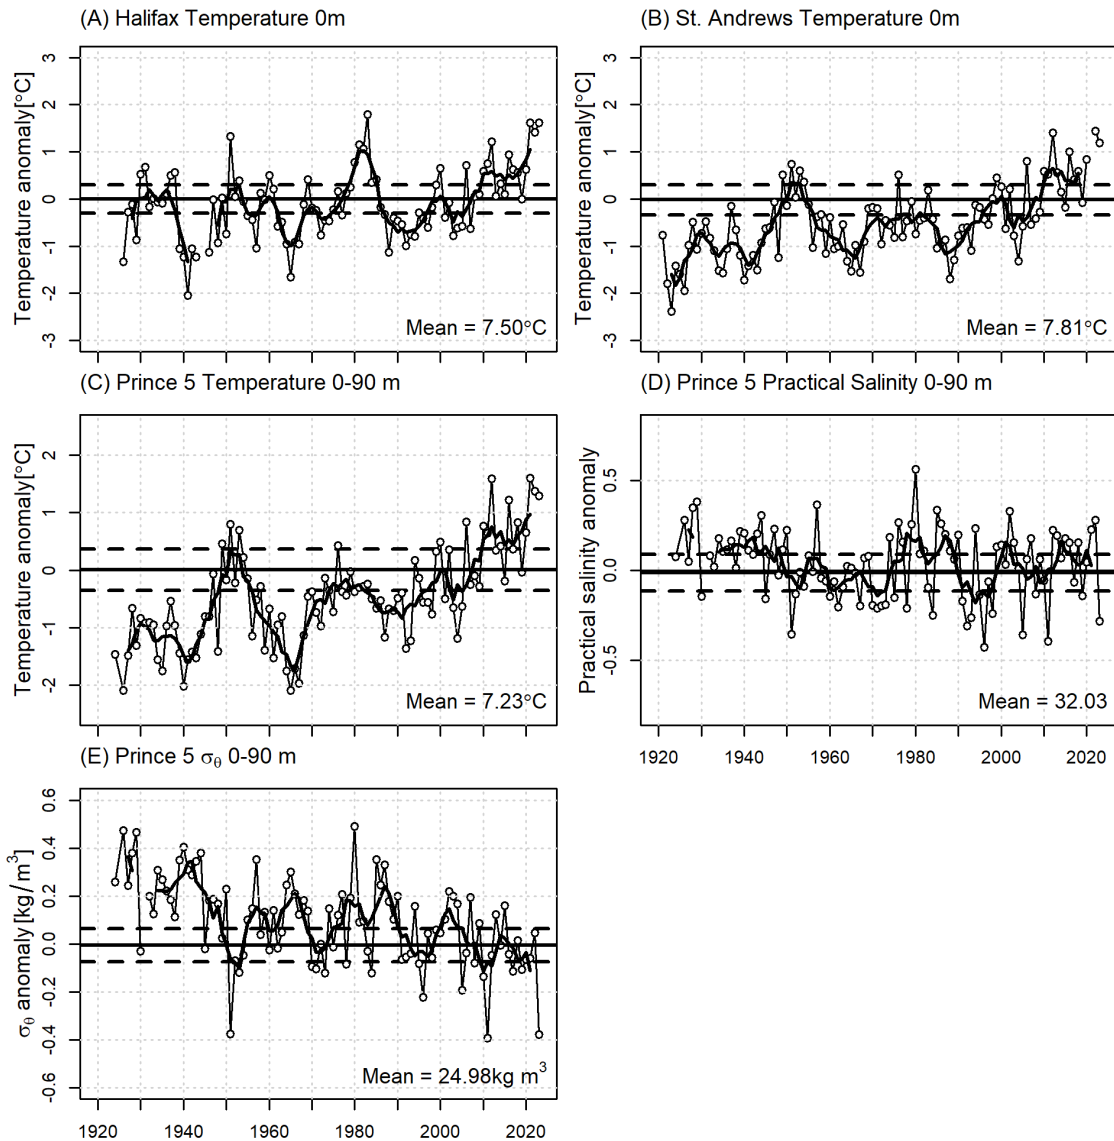 (A) Halifax Temperature 0m
Temperature anomaly[°C]
3
2
1
0
-1
-2
-3
Mean = 7.50°C
(B) St. Andrews Temperature 0m
Temperature anomaly[°C]
3
2
1
0
-1
-2
-3
Mean = 7.81°C
(C) Prince 5 Temperature 0-90 m
Temperature anomaly[°C]
2
1
0
-1
-2
Mean = 7.23°C
(D) Prince 5 Practical Salinity 0-90 m
Practical salinity anomaly
0.5
0.0
-0.5
Mean = 32.03
1920 1940 1960 1980 2000 2020
(E) Prince 5 σθ 0-90 m
σθ anomaly[kg/m³]
0.6
0.4
0.2
0.0
-0.2
-0.4
-0.6
Mean = 24.98kg m³
1920 1940 1960 1980 2000 2020